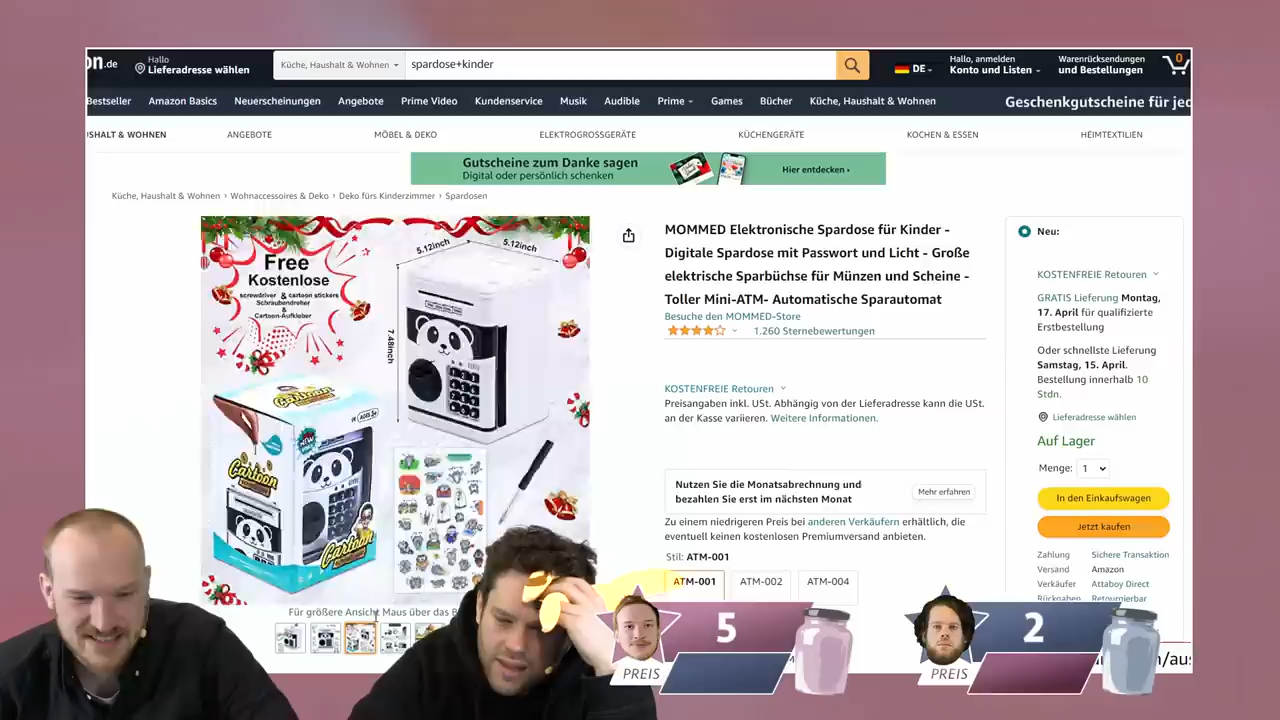 on.de
Hallo
Lieferadresse wählen
Küche, Haushalt & Wohnen
spardose+kinder
DE
Hallo, anmelden
Konto und Listen
Warenrücksendungen
und Bestellungen
0
Bestseller
Amazon Basics
Neuerscheinungen
Angebote
Prime Video
Kundenservice
Musik
Audible
Prime
Games
Bücher
Küche, Haushalt & Wohnen
Geschenkgutscheine für jed
USHALT & WOHNEN
ANGEBOTE
MÖBEL & DEKO
ELEKTROGROSSGERÄTE
KÜCHENGERÄTE
KOCHEN & ESSEN
HEIMTEXTILIEN
Gutscheine zum Danke sagen
Digital oder persönlich schenken
Hier entdecken ›
Küche, Haushalt & Wohnen › Wohnaccessoires & Deko › Deko fürs Kinderzimmer › Spardosen
Free
Kostenlose
screwdriver & cartoon stickers
Schraubendreher
&
Cartoon-Aufkleber
5.12inch
5.12inch
7.48inch
Cartoon
Cartoon
MOMMED Elektronische Spardose für Kinder -
Digitale Spardose mit Passwort und Licht - Große
elektrische Sparbüchse für Münzen und Scheine -
Toller Mini-ATM- Automatische Sparautomat
Besuche den MOMMED-Store
1.260 Sternebewertungen
KOSTENFREIE Retouren
Preisangaben inkl. USt. Abhängig von der Lieferadresse kann die USt.
an der Kasse variieren. Weitere Informationen.
Nutzen Sie die Monatsabrechnung und
bezahlen Sie erst im nächsten Monat
Mehr erfahren
Zu einem niedrigeren Preis bei anderen Verkäufern erhältlich, die
eventuell keinen kostenlosen Premiumversand anbieten.
Stil: ATM-001
ATM-001
ATM-002
ATM-004
Neu:
KOSTENFREIE Retouren
GRATIS Lieferung Montag,
17. April für qualifizierte
Erstbestellung
Oder schnellste Lieferung
Samstag, 15. April.
Bestellung innerhalb 10
Stdn.
Lieferadresse wählen
Auf Lager
Menge: 1
In den Einkaufswagen
Jetzt kaufen
Zahlung Sichere Transaktion
Versand Amazon
Verkäufer Attaboy Direct
Rückgaben Retournierbar
Für größere Ansicht Maus über das B
5
PREIS
2
PREIS
/aus